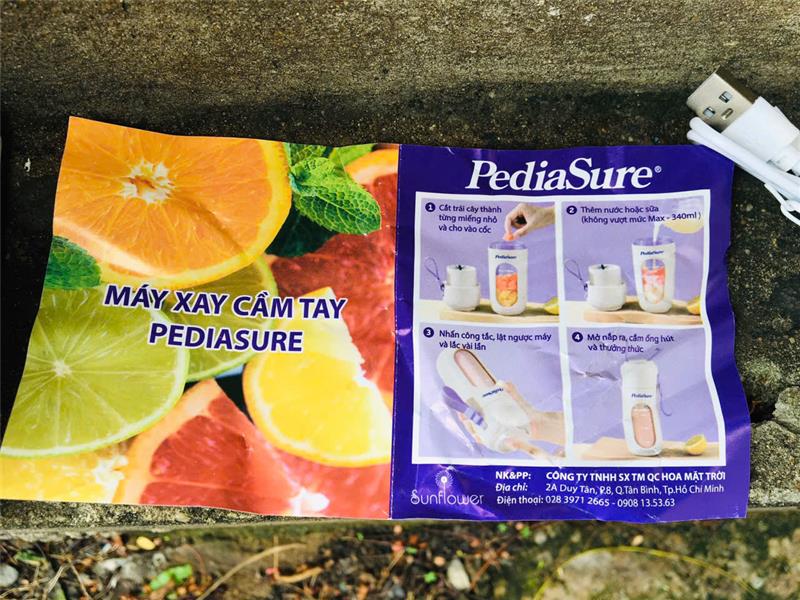 MÁY XAY CẦM TAY
PEDIASURE
PediaSure®
1 Cắt trái cây thành
từng miếng nhỏ
và cho vào cốc
PediaSure
2 Thêm nước hoặc sữa
(không vượt mức Max - 340ml)
PediaSure
3 Nhấn công tắc, lật ngược máy
và lắc vài lần
PediaSure
4 Mở nắp ra, cắm ống hút
và thưởng thức
PediaSure
Sunflower
NK&PP: CÔNG TY TNHH SX TM QC HOA MẶT TRỜI
Địa chỉ: 2A Duy Tân, P.8, Q.Tân Bình, Tp.Hồ Chí Minh
Điện thoại: 028 3971 2665 - 0908 13.53.63